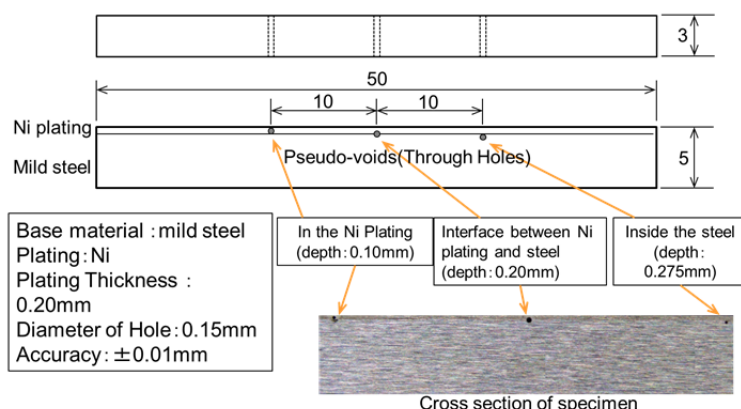 3
50
10
10
Ni plating
Mild steel
Pseudo-voids(Through Holes)
5
Base material :mild steel
Plating:Ni
Plating Thickness :
0.20mm
Diameter of Hole:0.15mm
Accuracy: ±0.01mm
In the Ni Plating
(depth:0.10mm)
Interface between Ni
plating and steel
(depth:0.20mm)
Inside the steel
(depth:
0.275mm)
Cross section of specimen